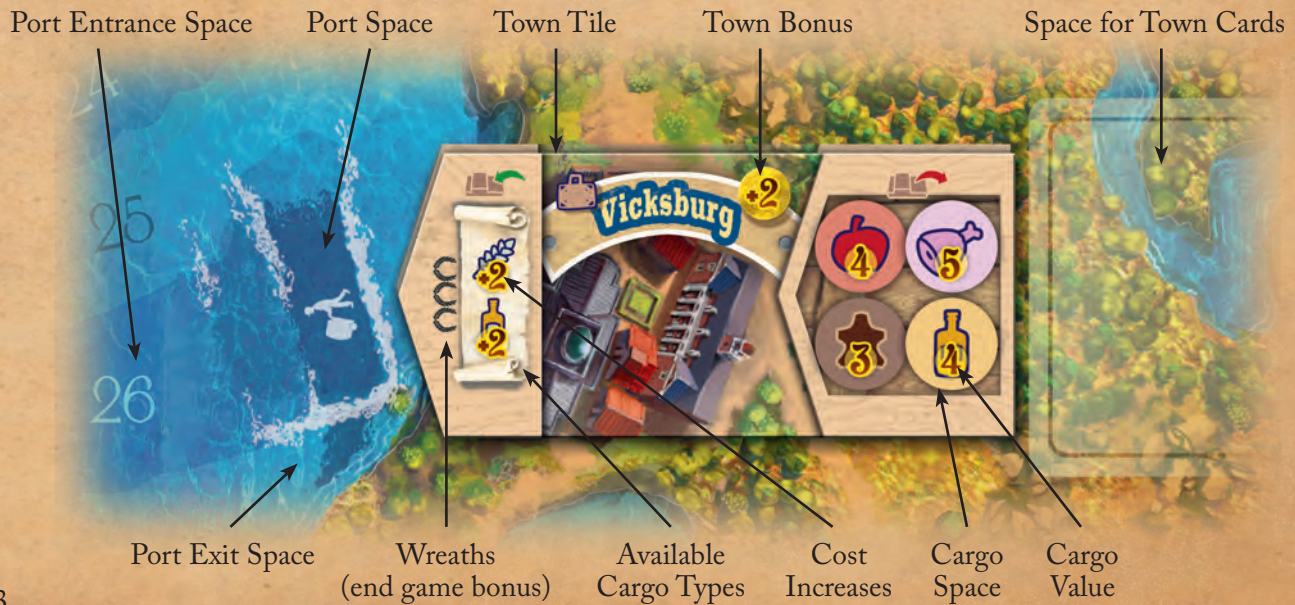 Port Entrance Space
Port Space
Town Tile
Town Bonus
Space for Town Cards
24
25
26
+2
+2
Vicksburg
+2
4
5
3
4
Port Exit Space
Wreaths
(end game bonus)
Available
Cargo Types
Cost
Increases
Cargo
Space
Cargo
Value
3